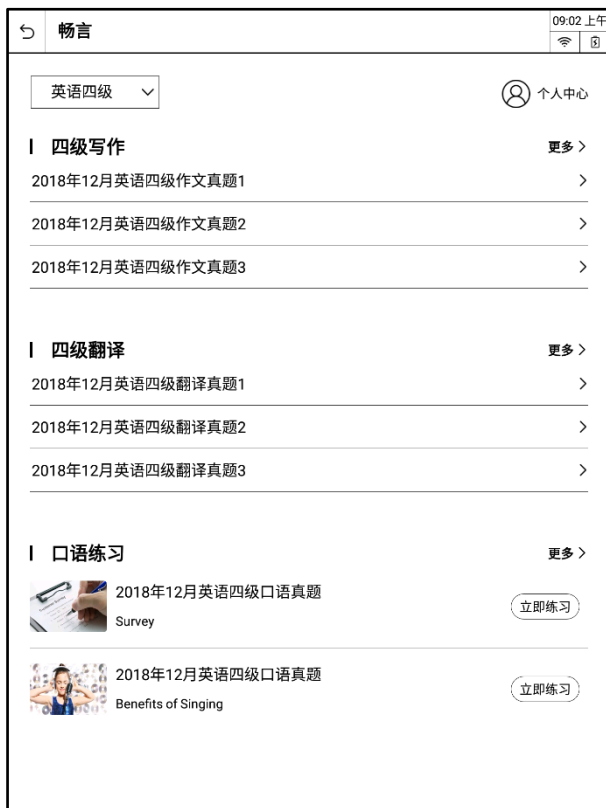 畅言
09:02 上午
英语四级
个人中心
四级写作
更多
2018年12月英语四级作文真题1
2018年12月英语四级作文真题2
2018年12月英语四级作文真题3
四级翻译
更多
2018年12月英语四级翻译真题1
2018年12月英语四级翻译真题2
2018年12月英语四级翻译真题3
口语练习
更多
2018年12月英语四级口语真题
Survey
立即练习
2018年12月英语四级口语真题
Benefits of Singing
立即练习